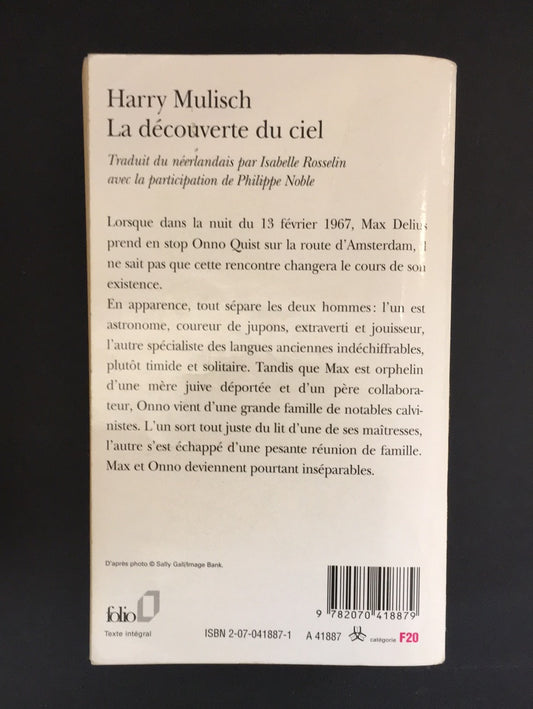 Harry Mulisch
La découverte du ciel
Traduit du néerlandais par Isabelle Rosselin
avec la participation de Philippe Noble
Lorsque dans la nuit du 13 février 1967, Max Delius
prend en stop Onno Quist sur la route d'Amsterdam, il
ne sait pas que cette rencontre changera le cours de son
existence.
En apparence, tout sépare les deux hommes : l'un est
astronome, coureur de jupons, extraverti et jouisseur,
l'autre spécialiste des langues anciennes indéchiffrables,
plutôt timide et solitaire. Tandis que Max est orphelin
d'une mère juive déportée et d'un père collabora-
teur, Onno vient d'une grande famille de notables calvi-
nistes. L'un sort tout juste du lit d'une de ses maîtresses,
l'autre s'est échappé d'une pesante réunion de famille.
Max et Onno deviennent pourtant inséparables.
D'après photo © Sally Gall/Image Bank.
9 782070 418879
folio
Texte intégral
ISBN 2-07-041887-1 A 41887 catégorie F20